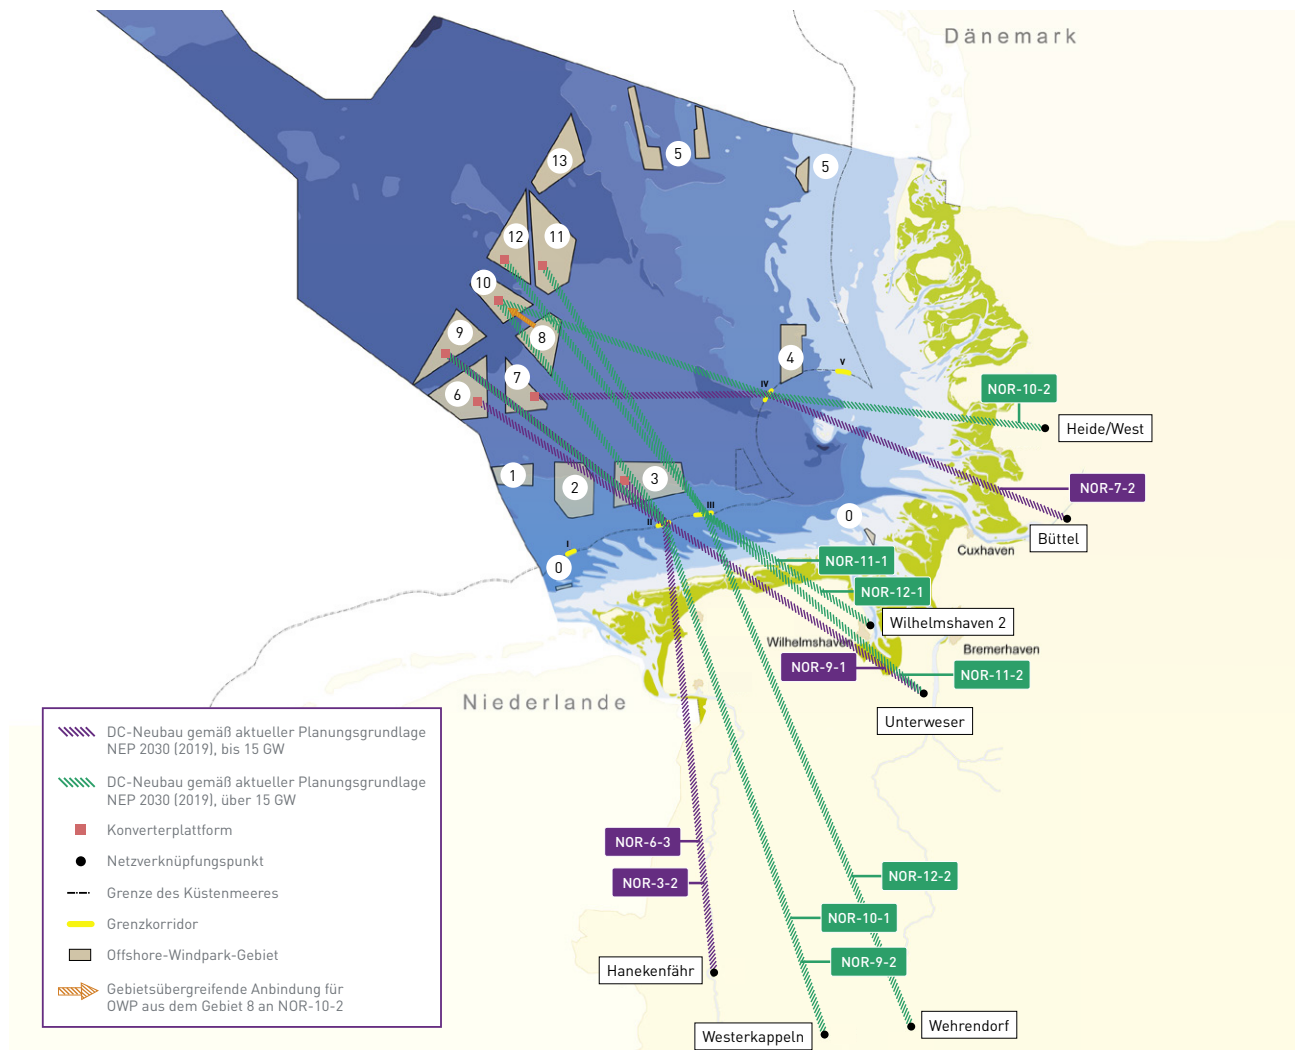 Dänemark
13
5
5
12
11
10
9
8
7
6
4
V
IV
NOR-10-2
Heide/West
1
2
3
NOR-7-2
III
II
I
0
0
Büttel
Cuxhaven
NOR-11-1
NOR-12-1
Wilhelmshaven 2
Wilhelmshaven
Bremerhaven
NOR-9-1
NOR-11-2
Niederlande
Unterweser
DC-Neubau gemäß aktueller Planungsgrundlage
NEP 2030 (2019), bis 15 GW
DC-Neubau gemäß aktueller Planungsgrundlage
NEP 2030 (2019), über 15 GW
Konverterplattform
Netzverknüpfungspunkt
Grenze des Küstenmeeres
Grenzkorridor
Offshore-Windpark-Gebiet
Gebietsübergreifende Anbindung für
OWP aus dem Gebiet 8 an NOR-10-2
NOR-6-3
NOR-3-2
NOR-12-2
NOR-10-1
NOR-9-2
Hanekenfähr
Westerkappeln
Wehrendorf